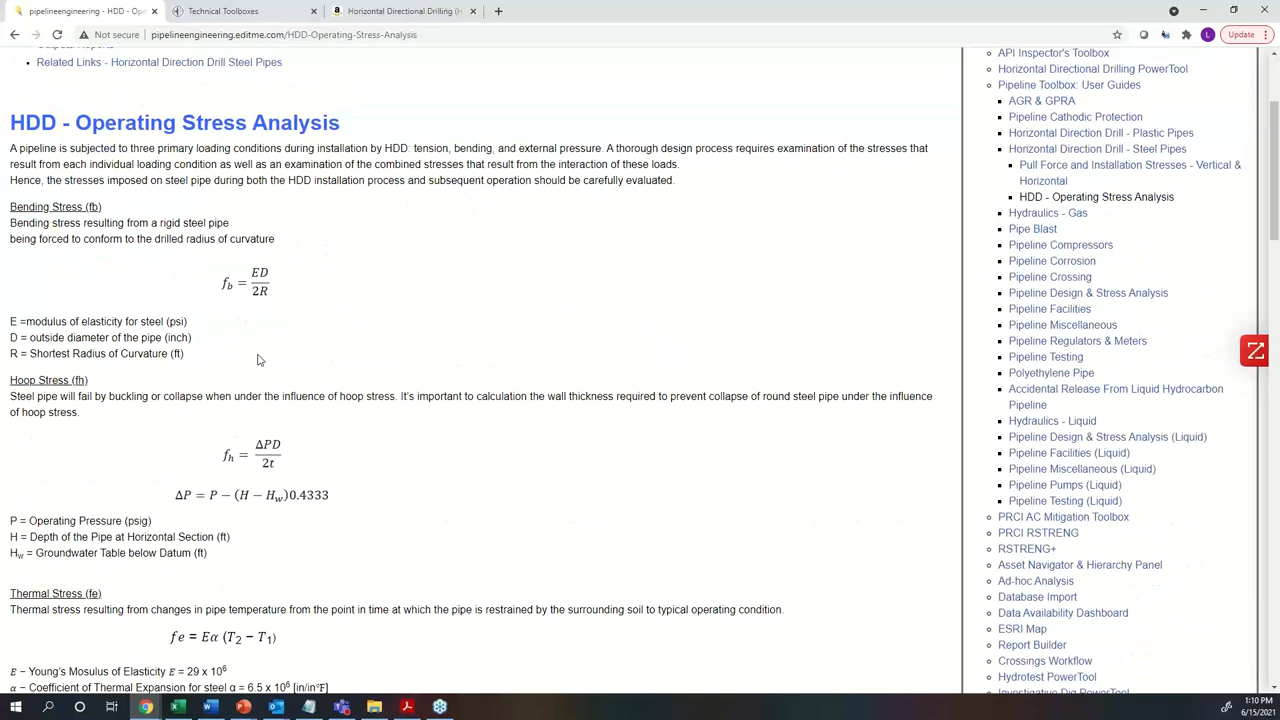 pipelineengineering - HDD - Ope
Technical Toolboxes
Horizontal Directional Drilling (H
Not secure
pipelineengineering.editme.com/HDD-Operating-Stress-Analysis
L
Update
Related Links - Horizontal Direction Drill Steel Pipes
HDD - Operating Stress Analysis
A pipeline is subjected to three primary loading conditions during installation by HDD: tension, bending, and external pressure. A thorough design process requires examination of the stresses that
result from each individual loading condition as well as an examination of the combined stresses that result from the interaction of these loads.
Hence, the stresses imposed on steel pipe during both the HDD installation process and subsequent operation should be carefully evaluated.
Bending Stress (fb)
Bending stress resulting from a rigid steel pipe
being forced to conform to the drilled radius of curvature
f_b = ED / 2R
E =modulus of elasticity for steel (psi)
D = outside diameter of the pipe (inch)
R = Shortest Radius of Curvature (ft)
Hoop Stress (fh)
Steel pipe will fail by buckling or collapse when under the influence of hoop stress. It's important to calculation the wall thickness required to prevent collapse of round steel pipe under the influence
of hoop stress.
f_h = ΔPD / 2t
ΔP = P − (H − H_w)0.4333
P = Operating Pressure (psig)
H = Depth of the Pipe at Horizontal Section (ft)
H_w = Groundwater Table below Datum (ft)
Thermal Stress (fe)
Thermal stress resulting from changes in pipe temperature from the point in time at which the pipe is restrained by the surrounding soil to typical operating condition.
fe = Eα (T₂ − T₁)
E − Young's Mosulus of Elasticity E = 29 x 10⁶
α − Coefficient of Thermal Expansion for steel α = 6.5 x 10⁶ [in/in°F]
API Inspector's Toolbox
Horizontal Directional Drilling PowerTool
Pipeline Toolbox: User Guides
AGR & GPRA
Pipeline Cathodic Protection
Horizontal Direction Drill - Plastic Pipes
Horizontal Direction Drill - Steel Pipes
Pull Force and Installation Stresses - Vertical &
Horizontal
HDD - Operating Stress Analysis
Hydraulics - Gas
Pipe Blast
Pipeline Compressors
Pipeline Corrosion
Pipeline Crossing
Pipeline Design & Stress Analysis
Pipeline Facilities
Pipeline Miscellaneous
Pipeline Regulators & Meters
Pipeline Testing
Polyethylene Pipe
Accidental Release From Liquid Hydrocarbon
Pipeline
Hydraulics - Liquid
Pipeline Design & Stress Analysis (Liquid)
Pipeline Facilities (Liquid)
Pipeline Miscellaneous (Liquid)
Pipeline Pumps (Liquid)
Pipeline Testing (Liquid)
PRCI AC Mitigation Toolbox
PRCI RSTRENG
RSTRENG+
Asset Navigator & Hierarchy Panel
Ad-hoc Analysis
Database Import
Data Availability Dashboard
ESRI Map
Report Builder
Crossings Workflow
Hydrotest PowerTool
Investigative Dig PowerTool
1:10 PM
6/15/2021